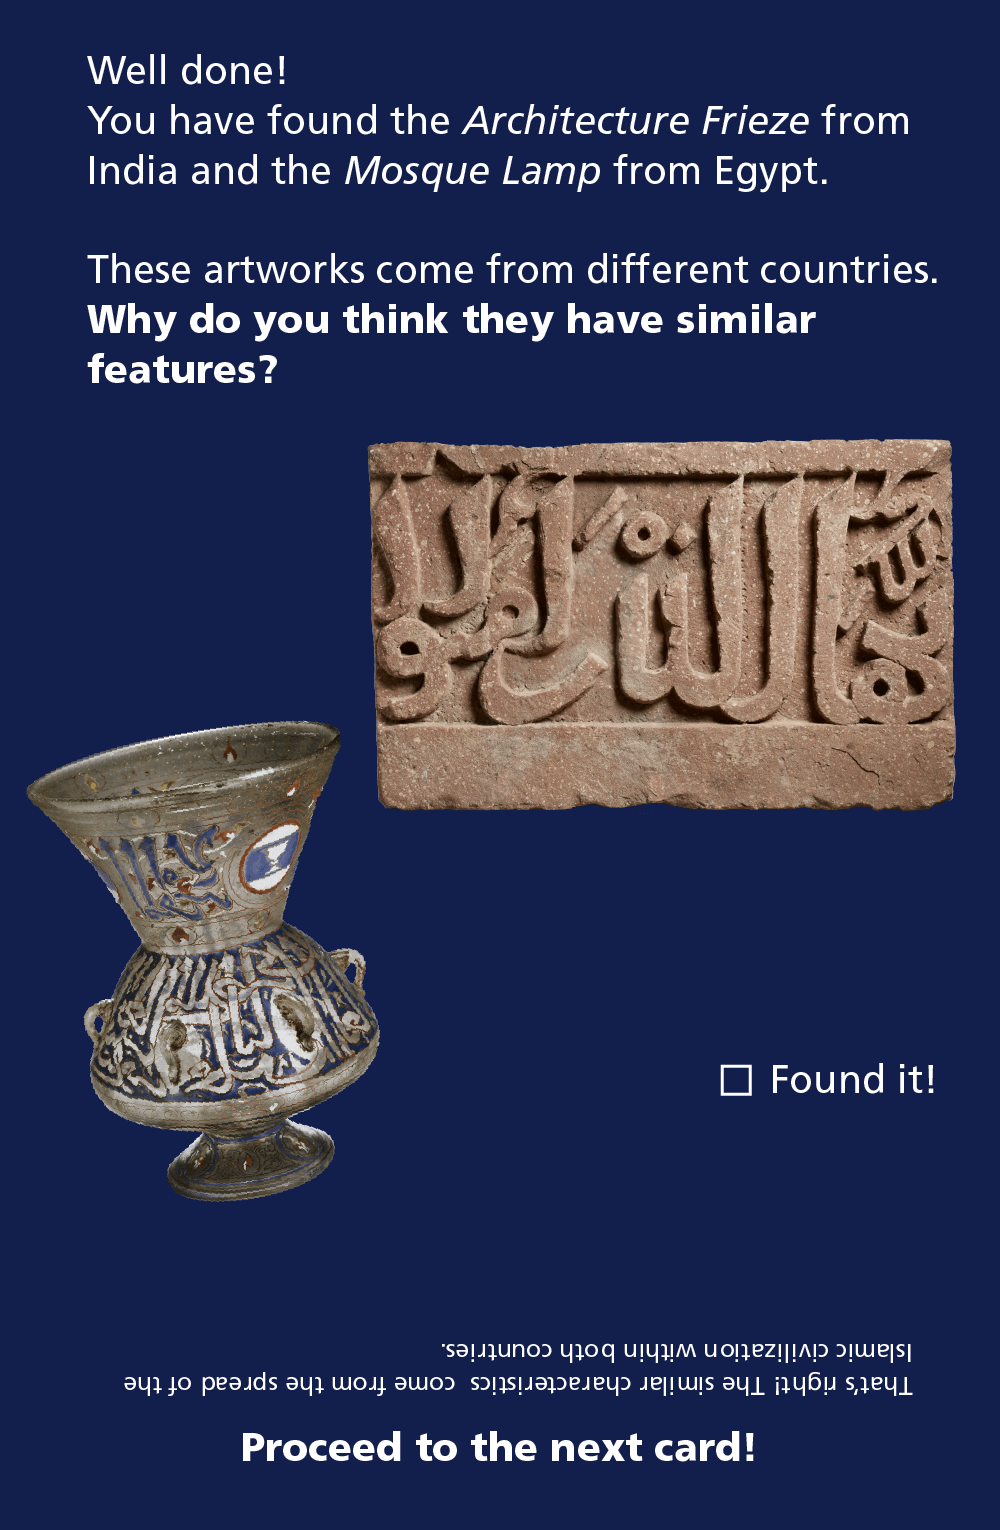 Well done!
You have found the Architecture Frieze from
India and the Mosque Lamp from Egypt.
These artworks come from different countries.
Why do you think they have similar
features?
Found it!
That's right! The similar characteristics come from the spread of the
Islamic civilization within both countries.
Proceed to the next card!